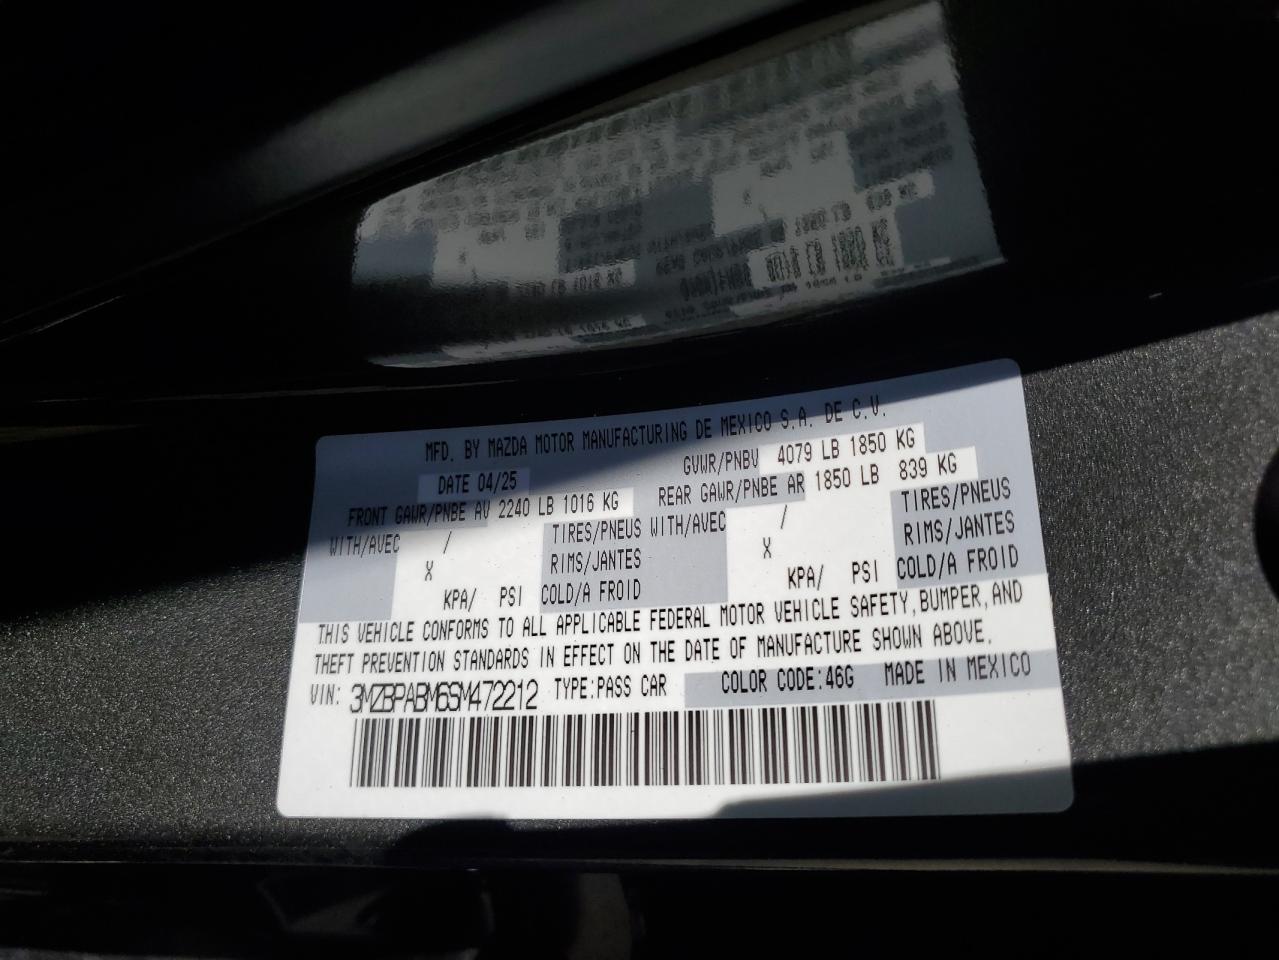 MFD. BY MAZDA MOTOR MANUFACTURING DE MEXICO S.A. DE C.V.
DATE 04/25 GVWR/PNBV 4079 LB 1850 KG
FRONT GAWR/PNBE AV 2240 LB 1016 KG REAR GAWR/PNBE AR 1850 LB 839 KG
WITH/AVEC / TIRES/PNEUS WITH/AVEC / TIRES/PNEUS
X RIMS/JANTES X RIMS/JANTES
KPA/ PSI COLD/A FROID KPA/ PSI COLD/A FROID
THIS VEHICLE CONFORMS TO ALL APPLICABLE FEDERAL MOTOR VEHICLE SAFETY, BUMPER, AND
THEFT PREVENTION STANDARDS IN EFFECT ON THE DATE OF MANUFACTURE SHOWN ABOVE.
VIN: 3MZBPABM6SM472212 TYPE:PASS CAR COLOR CODE:46G MADE IN MEXICO